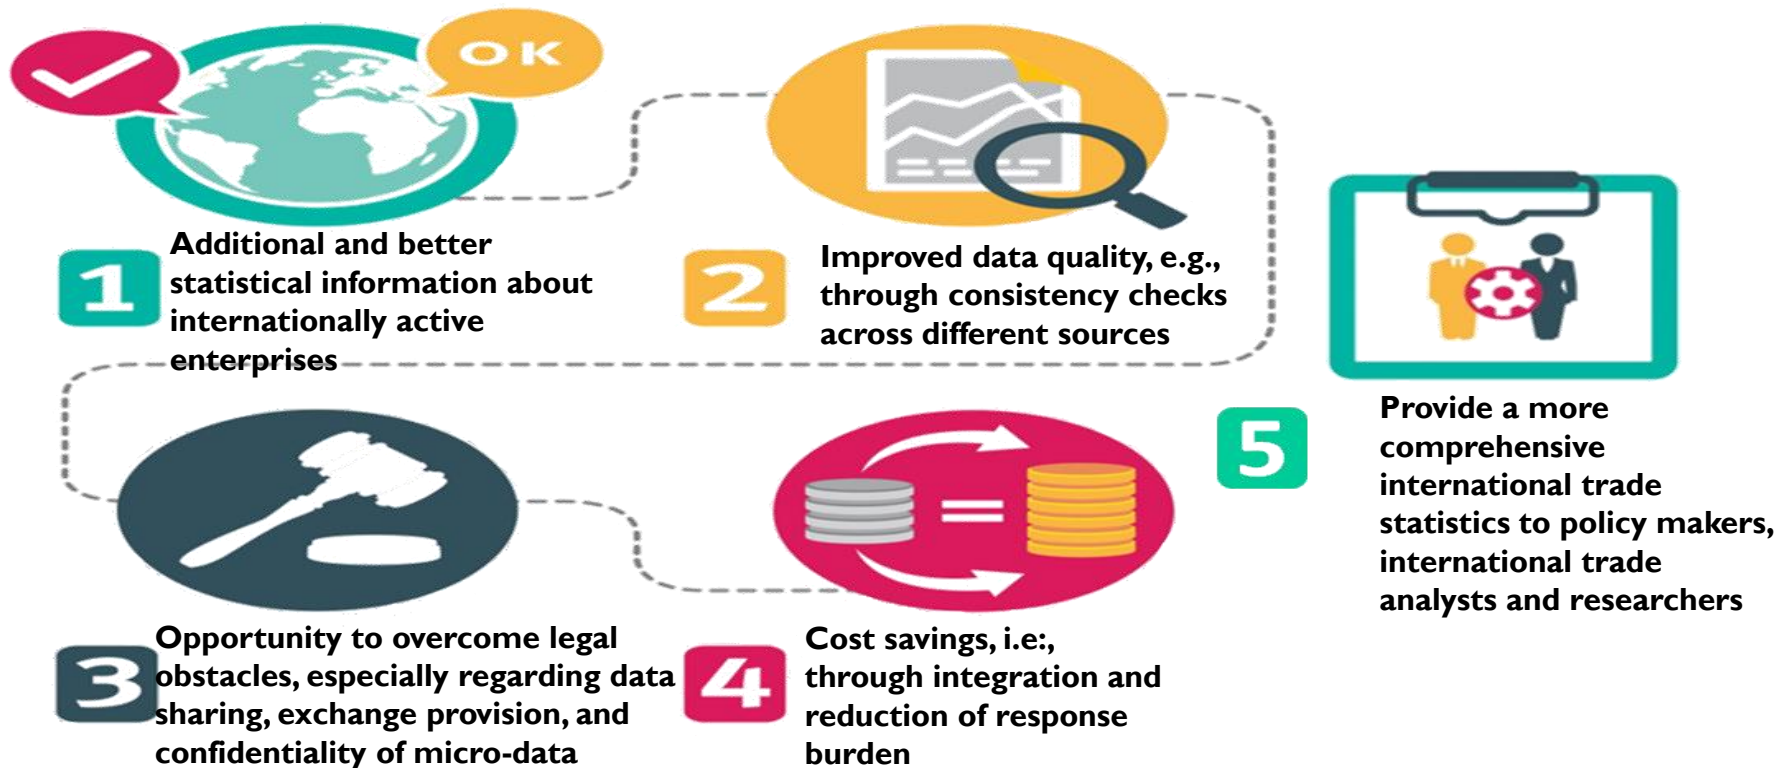 OK
1
Additional and better
statistical information about
internationally active
enterprises
2
Improved data quality, e.g.,
through consistency checks
across different sources
3
Opportunity to overcome legal
obstacles, especially regarding data
sharing, exchange provision, and
confidentiality of micro-data
4
Cost savings, i.e:,
through integration and
reduction of response
burden
5
Provide a more
comprehensive
international trade
statistics to policy makers,
international trade
analysts and researchers